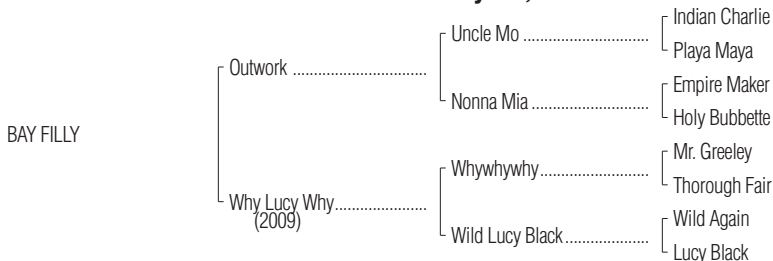 Indian Charlie
Uncle Mo ..............................
Playa Maya
Outwork ................................
Empire Maker
Nonna Mia ............................
Holy Bubbette
BAY FILLY
Mr. Greeley
Whywhywhy..........................
Thorough Fair
Why Lucy Why......................
(2009)
Wild Again
Wild Lucy Black....................
Lucy Black